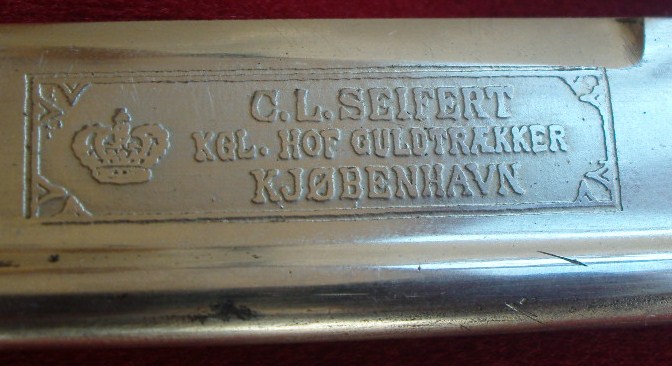 C. L. SEIFERT
KGL. HOF GULDTRÆKKER
KJØBENHAVN